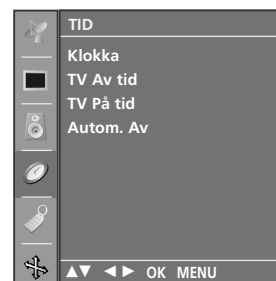 TID
Klokka
TV Av tid
TV På tid
Autom. Av
▲▼ ◄► OK MENU